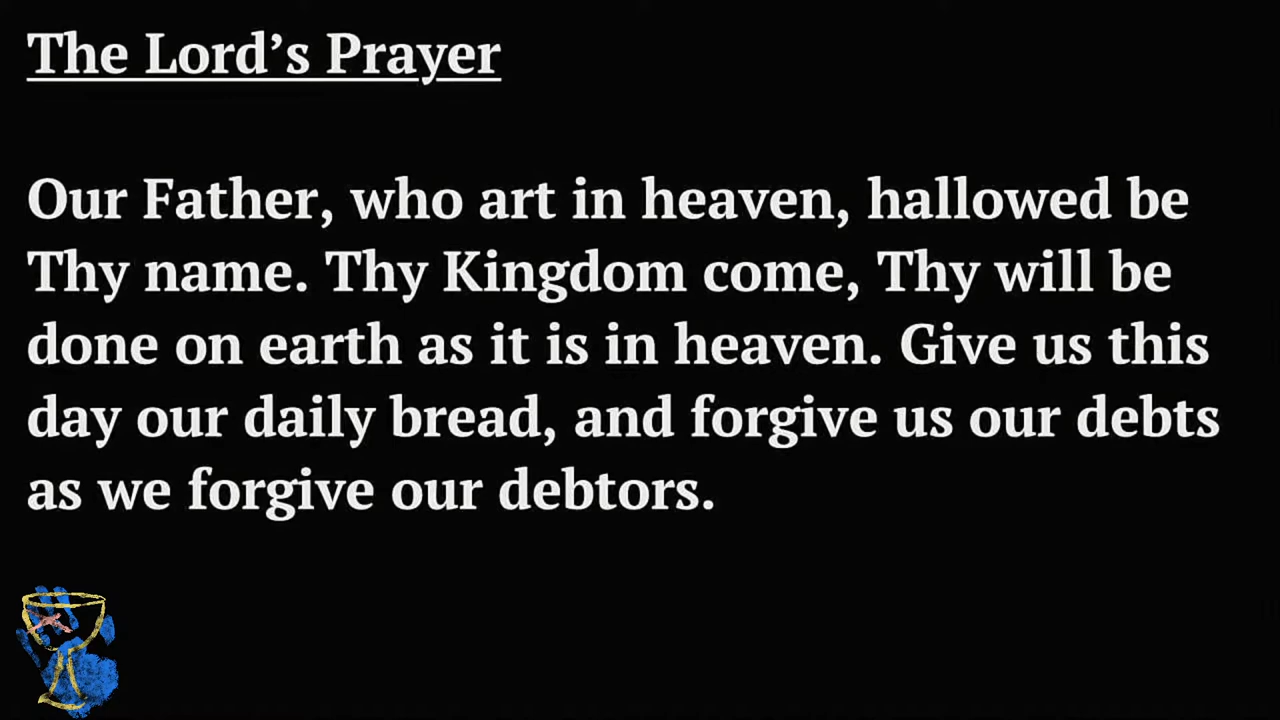 The Lord’s Prayer
Our Father, who art in heaven, hallowed be
Thy name. Thy Kingdom come, Thy will be
done on earth as it is in heaven. Give us this
day our daily bread, and forgive us our debts
as we forgive our debtors.